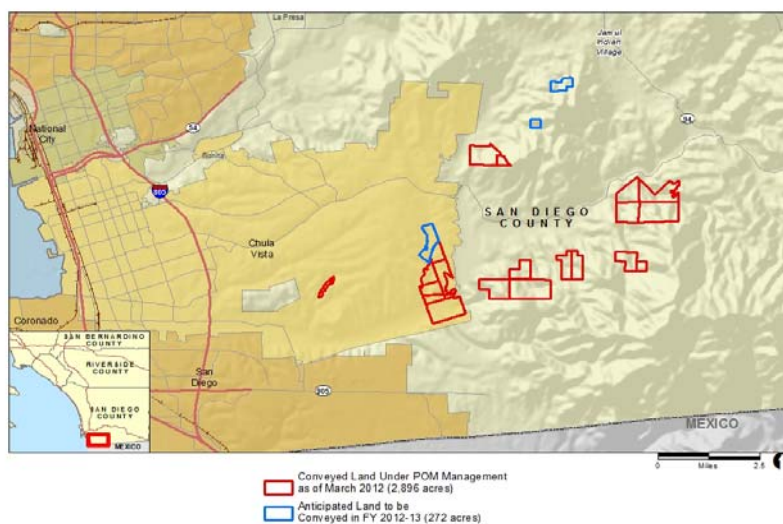 La Presa
Jamul
Indian
Village
National
City
54
94
Bonita
805
SAN DIEGO
COUNTY
Chula
Vista
Coronado
SAN BERNARDINO
COUNTY
RIVERSIDE
COUNTY
SAN DIEGO
COUNTY
MEXICO
San
Diego
905
MEXICO
0 Miles 2.5
Conveyed Land Under POM Management
as of March 2012 (2,896 acres)
Anticipated Land to be
Conveyed in FY 2012-13 (272 acres)